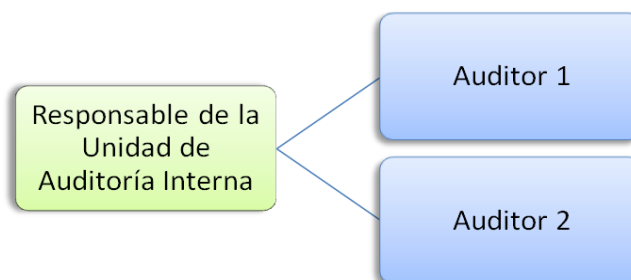 Responsable de la
Unidad de
Auditoría Interna
Auditor 1
Auditor 2